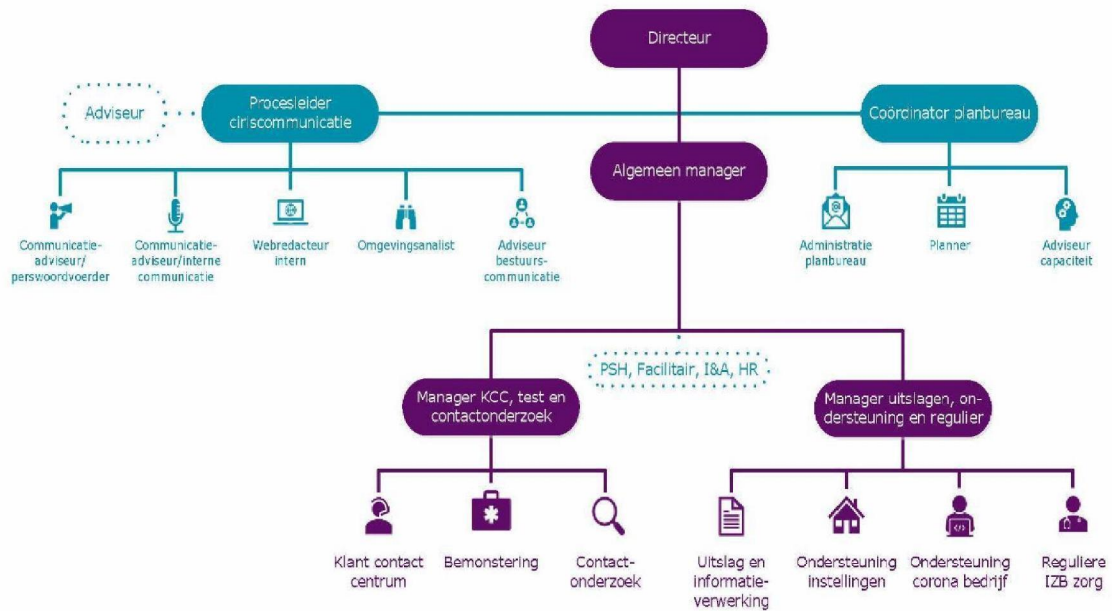 Directeur
Adviseur
Procesleider
ciriscommunicatie
Coördinator planbureau
Algemeen manager
Communicatie-
adviseur/
perswoordvoerder
Communicatie-
adviseur/interne
communicatie
Webredacteur
intern
Omgevingsanalist
Adviseur
bestuurs-
communicatie
Administratie
planbureau
Planner
Adviseur
capaciteit
PSH, Facilitair, I&A, HR
Manager KCC, test en
contactonderzoek
Manager uitslagen, on-
dersteuning en regulier
Klant contact
centrum
Bemonstering
Contact-
onderzoek
Uitslag en
informatie-
verwerking
Ondersteuning
instellingen
Ondersteuning
corona bedrijf
Reguliere
IZB zorg